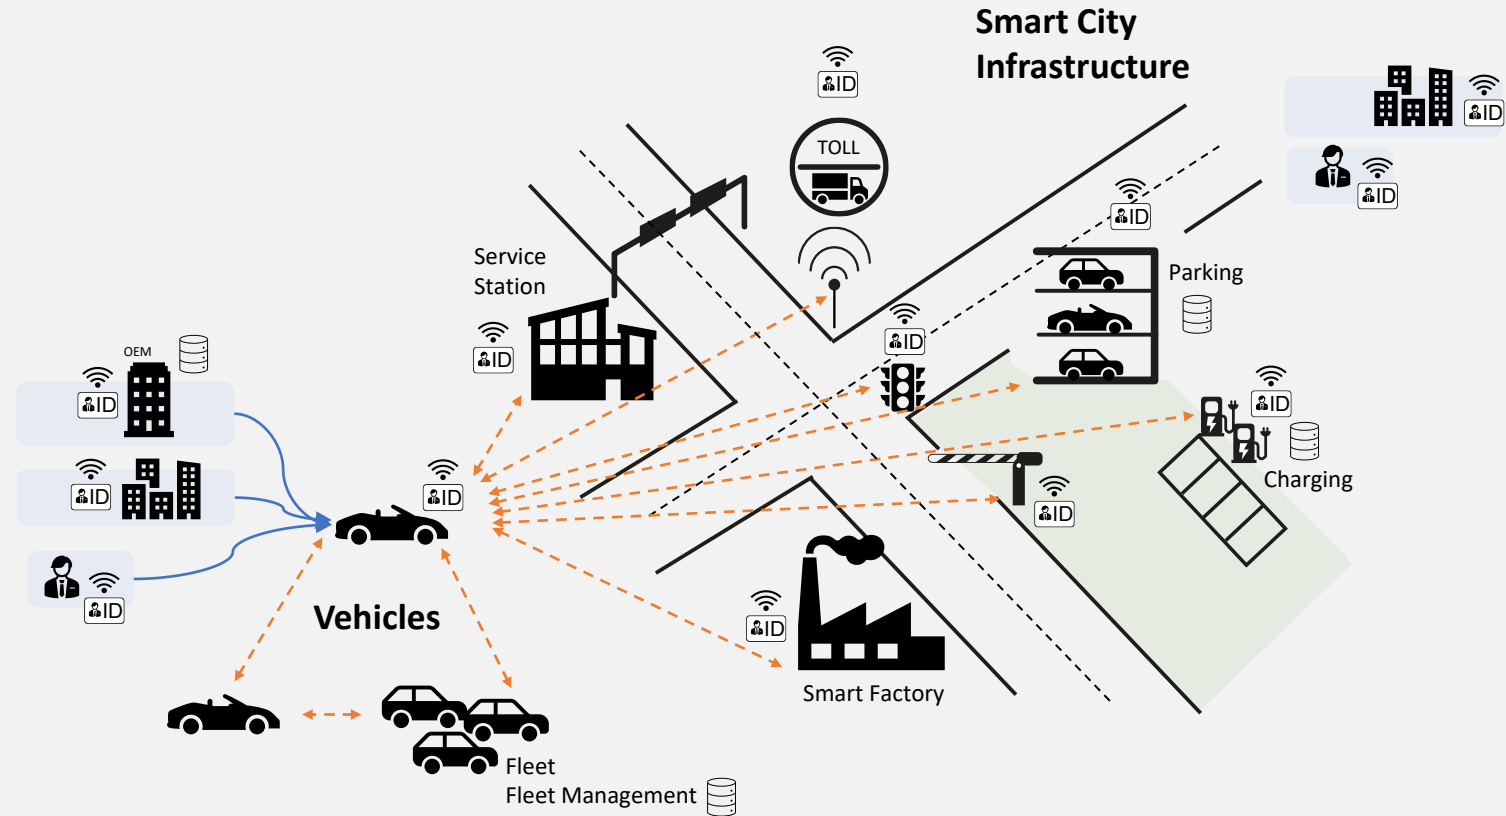 Smart City
Infrastructure
ID
ID
ID
TOLL
ID
Service
Station
Parking
ID
ID
OEM
ID
ID
Charging
ID
ID
ID
ID
ID
Vehicles
Smart Factory
Fleet
Fleet Management